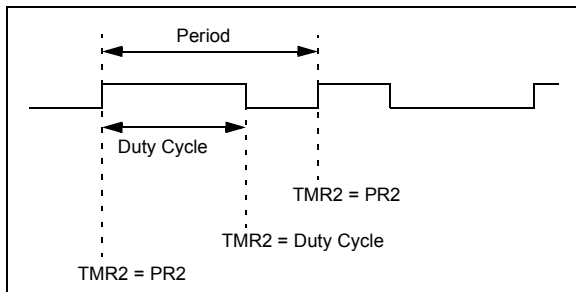 Period
Duty Cycle
TMR2 = PR2
TMR2 = Duty Cycle
TMR2 = PR2